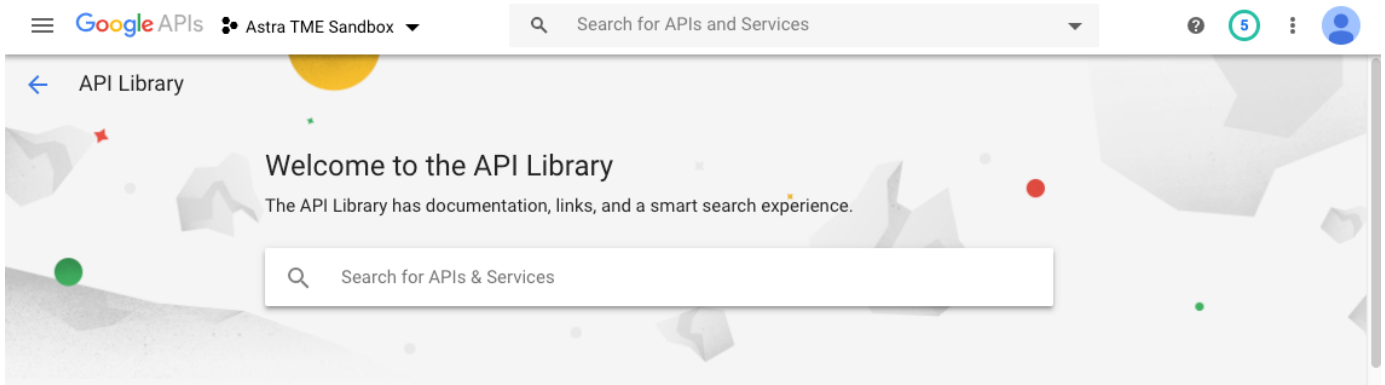 Google APIs Astra TME Sandbox Search for APIs and Services 5
API Library
Welcome to the API Library
The API Library has documentation, links, and a smart search experience.
Search for APIs & Services